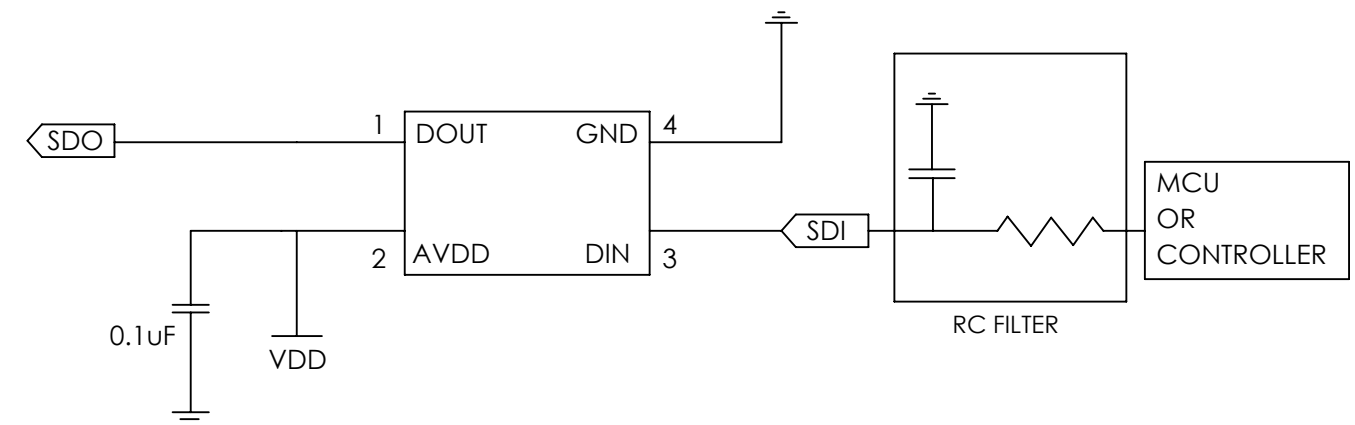 SDO
1
DOUT
GND
4
2
AVDD
DIN
3
SDI
0.1uF
VDD
MCU
OR
CONTROLLER
RC FILTER